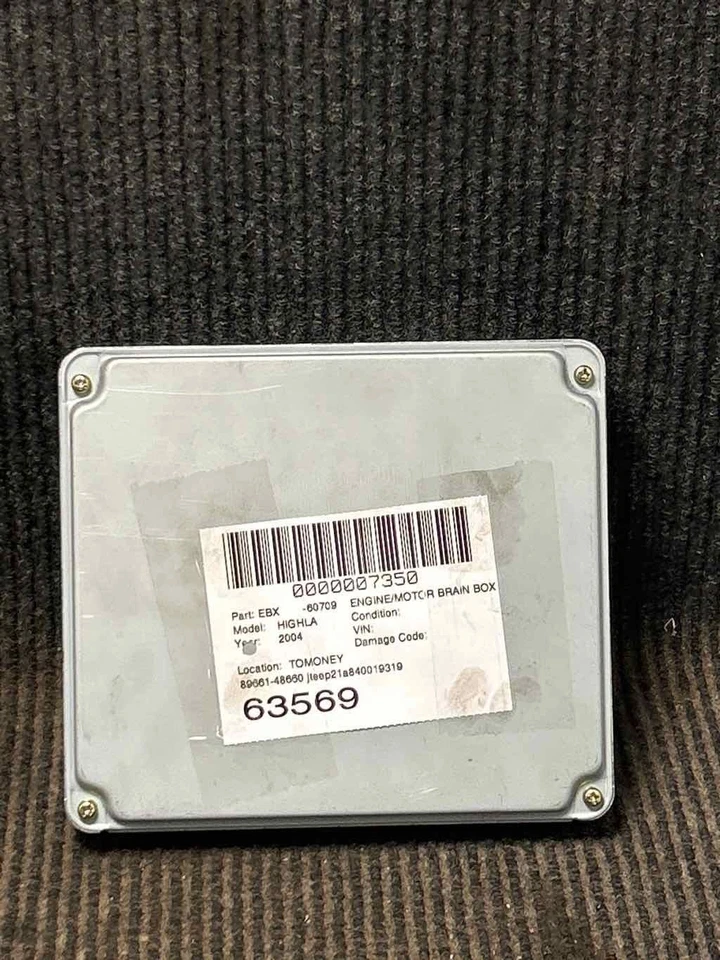 0000007350
Part: EBX -60709 ENGINE/MOTOR BRAIN BOX
Model: HIGHLA Condition:
Year: 2004 VIN:
Damage Code:
Location: TOMONEY
89661-48660 jteep21a840019319
63569